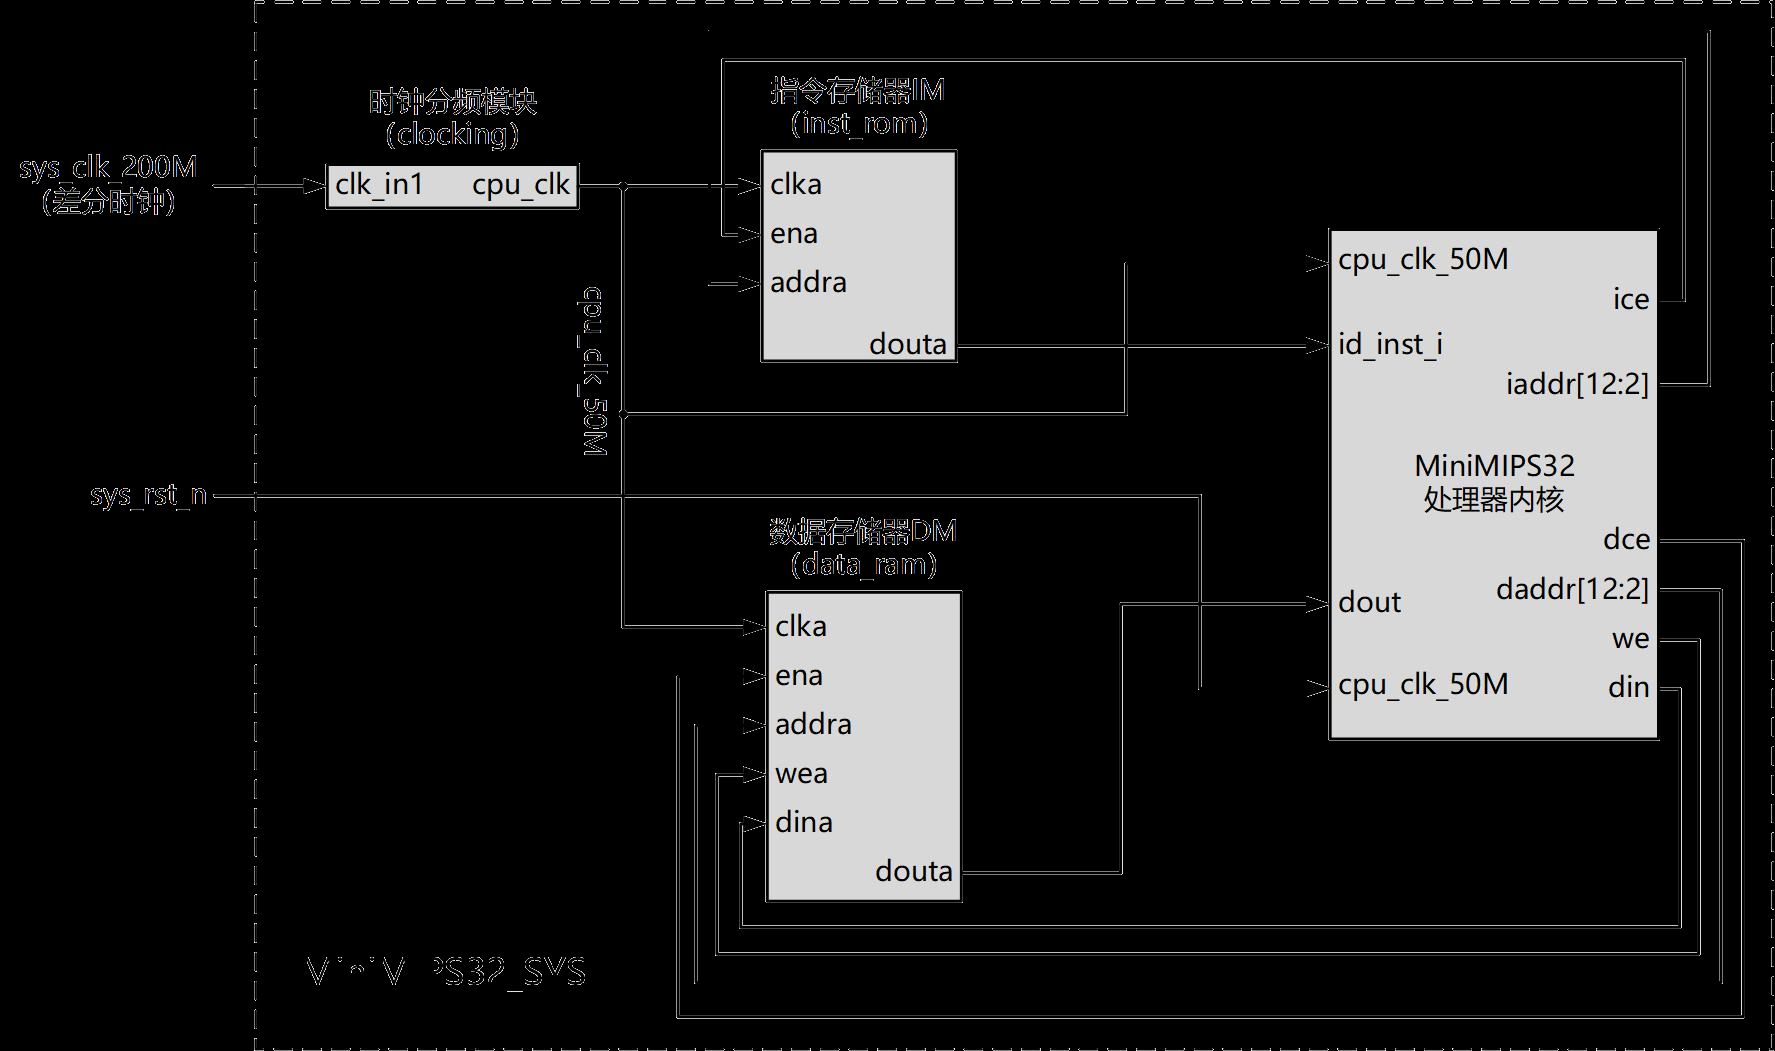 时钟分频模块
(clocking)
指令存储器IM
(inst_rom)
sys_clk_200M
(差分时钟)
clk_in1 cpu_clk
clka
ena
addra
douta
cpu_clk_50M
cpu_clk_50M
ice
id_inst_i
iaddr[12:2]
MiniMIPS32
处理器内核
dce
daddr[12:2]
dout
we
cpu_clk_50M
din
sys_rst_n
数据存储器DM
(data_ram)
clka
ena
addra
wea
dina
douta
MiniMIPS32_SYS